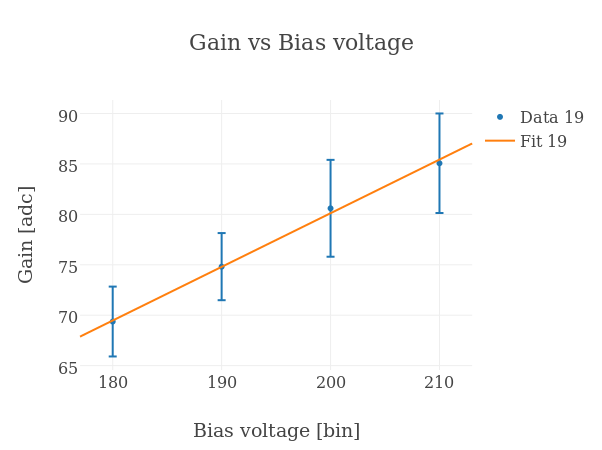 Gain vs Bias voltage
Data 19
Fit 19
Gain [adc]
90
85
80
75
70
65
180
190
200
210
Bias voltage [bin]